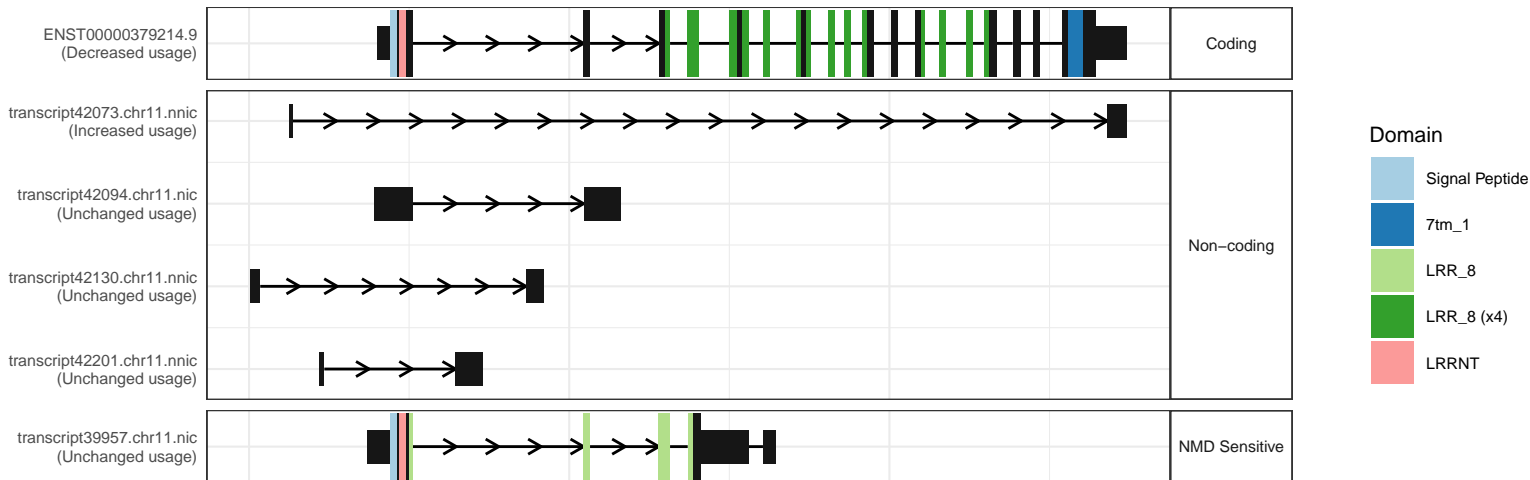 ENST00000379214.9
(Decreased usage)
Coding
transcript42073.chr11.nnic
(Increased usage)
transcript42094.chr11.nic
(Unchanged usage)
transcript42130.chr11.nnic
(Unchanged usage)
transcript42201.chr11.nnic
(Unchanged usage)
Non−coding
transcript39957.chr11.nic
(Unchanged usage)
NMD Sensitive
Domain
Signal Peptide
7tm_1
LRR_8
LRR_8 (x4)
LRRNT